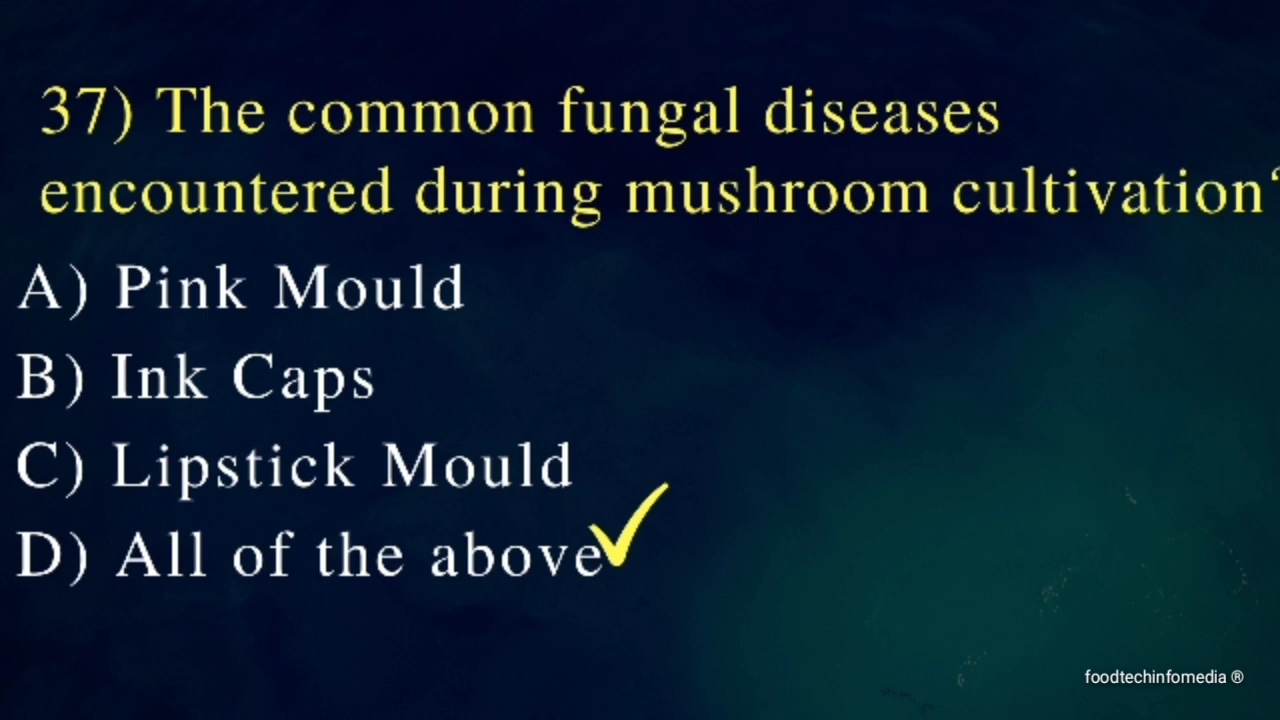 37) The common fungal diseases
encountered during mushroom cultivation?
A) Pink Mould
B) Ink Caps
C) Lipstick Mould
D) All of the above
foodtechinfomedia ®